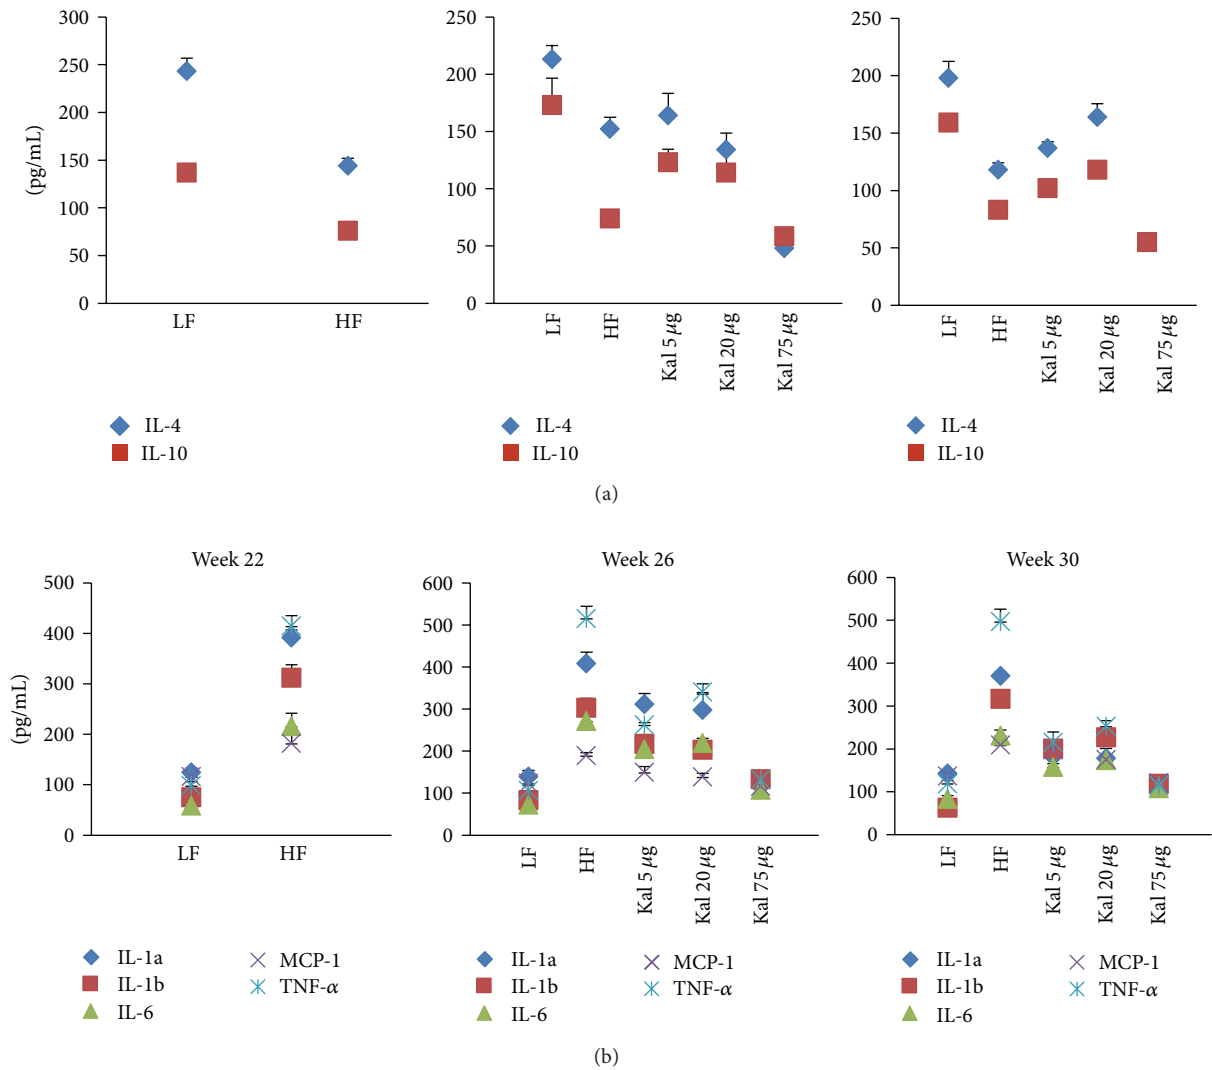 300
250
200
150
100
50
0
(pg/mL)
LF
HF
IL-4
IL-10
250
200
150
100
50
0
LF
HF
Kal 5 μg
Kal 20 μg
Kal 75 μg
IL-4
IL-10
250
200
150
100
50
0
LF
HF
Kal 5 μg
Kal 20 μg
Kal 75 μg
IL-4
IL-10
(a)
Week 22
500
400
300
200
100
0
(pg/mL)
LF
HF
IL-1a
IL-1b
IL-6
MCP-1
TNF-α
Week 26
600
500
400
300
200
100
0
LF
HF
Kal 5 μg
Kal 20 μg
Kal 75 μg
IL-1a
IL-1b
IL-6
MCP-1
TNF-α
Week 30
600
500
400
300
200
100
0
LF
HF
Kal 5 μg
Kal 20 μg
Kal 75 μg
IL-1a
IL-1b
IL-6
MCP-1
TNF-α
(b)